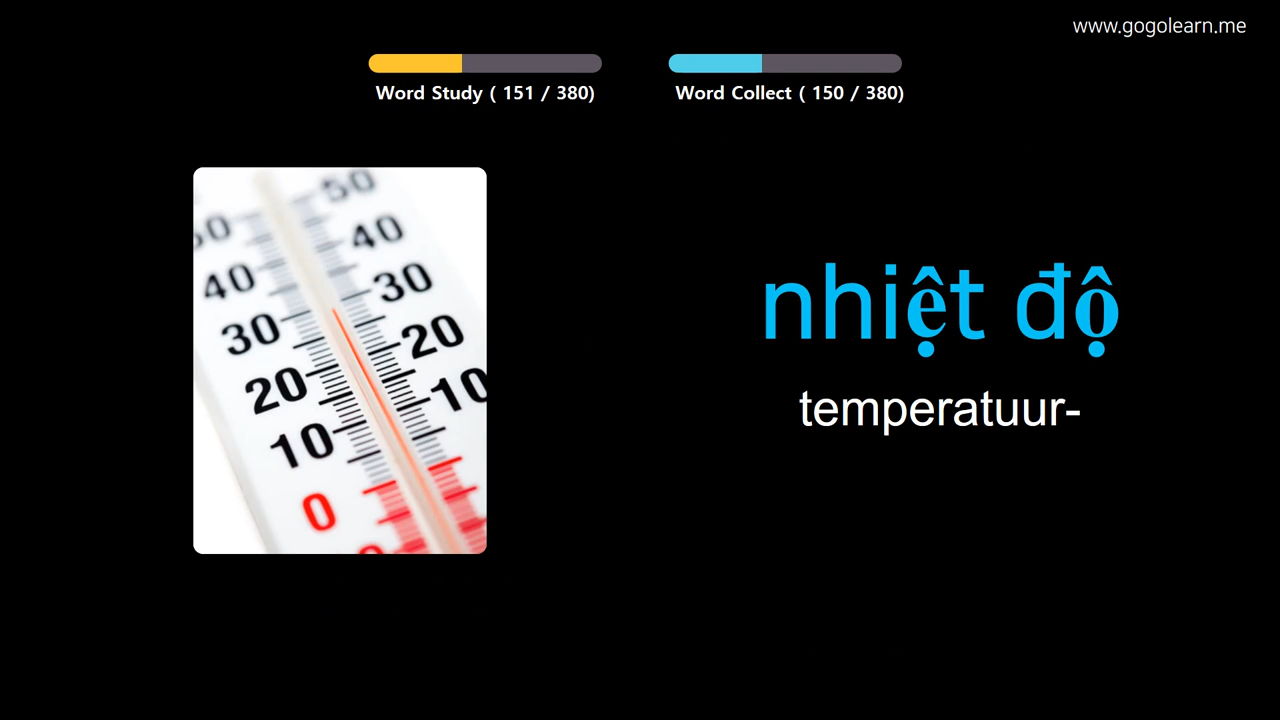 www.gogolearn.me
Word Study ( 151 / 380)
Word Collect ( 150 / 380)
50
50
40
40
30
30
20
20
10
10
0
nhiệt độ
temperatuur-